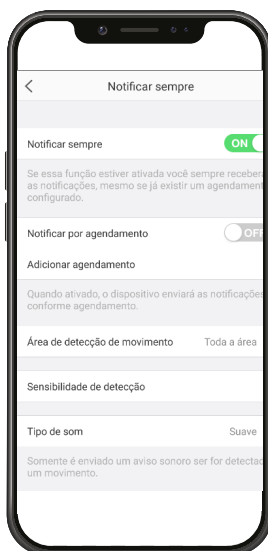 Notificar sempre
Notificar sempre ON
Se essa função estiver ativada você sempre receber
as notificações, mesmo se já existir um agendament
configurado.
Notificar por agendamento OFF
Adicionar agendamento
Quando ativado, o dispositivo enviará as notificações
conforme agendamento.
Área de detecção de movimento Toda a área
Sensibilidade de detecção
Tipo de som Suave
Somente é enviado um aviso sonoro ser for detectad
um movimento.